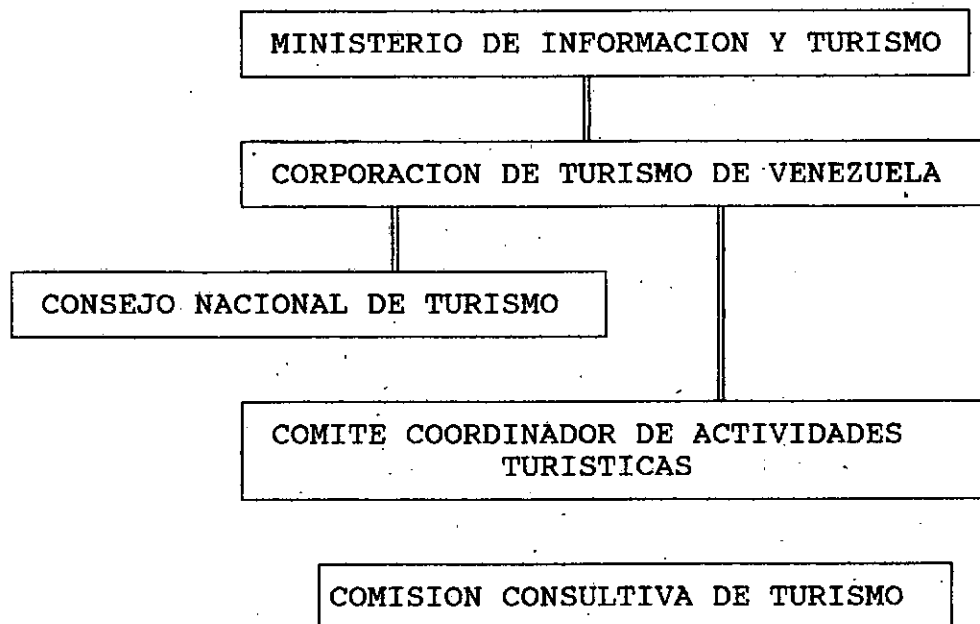 MINISTERIO DE INFORMACION Y TURISMO
CORPORACION DE TURISMO DE VENEZUELA
CONSEJO NACIONAL DE TURISMO
COMITE COORDINADOR DE ACTIVIDADES
TURISTICAS
COMISION CONSULTIVA DE TURISMO